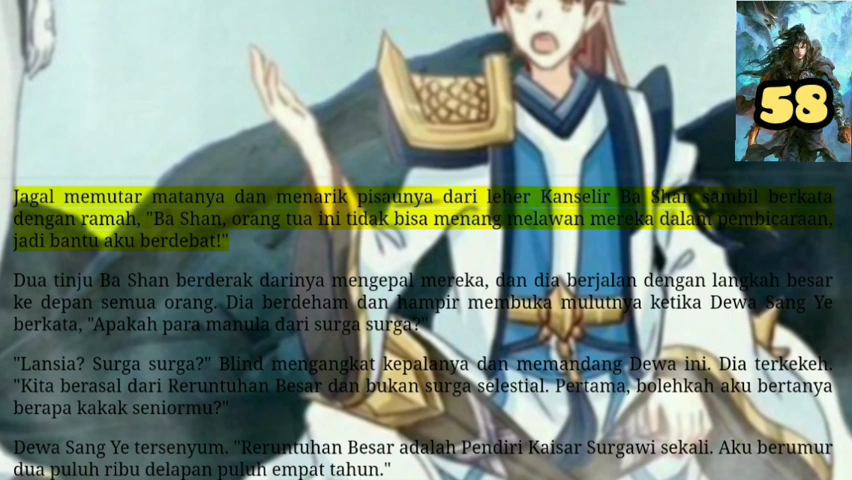 58
Jagal memutar matanya dan menarik pisaunya dari leher Kanselir Ba Shan sambil berkata
dengan ramah, "Ba Shan, orang tua ini tidak bisa menang melawan mereka dalam pembicaraan,
jadi bantu aku berdebat!"
Dua tinju Ba Shan berderak darinya mengepal mereka, dan dia berjalan dengan langkah besar
ke depan semua orang. Dia berdeham dan hampir membuka mulutnya ketika Dewa Sang Ye
berkata, "Apakah para manula dari surga surga?"
"Lansia? Surga surga?" Blind mengangkat kepalanya dan memandang Dewa ini. Dia terkekeh.
"Kita berasal dari Reruntuhan Besar dan bukan surga selestial. Pertama, bolehkah aku bertanya
berapa kakak seniormu?"
Dewa Sang Ye tersenyum. "Reruntuhan Besar adalah Pendiri Kaisar Surgawi sekali. Aku berumur
dua puluh ribu delapan puluh empat tahun."